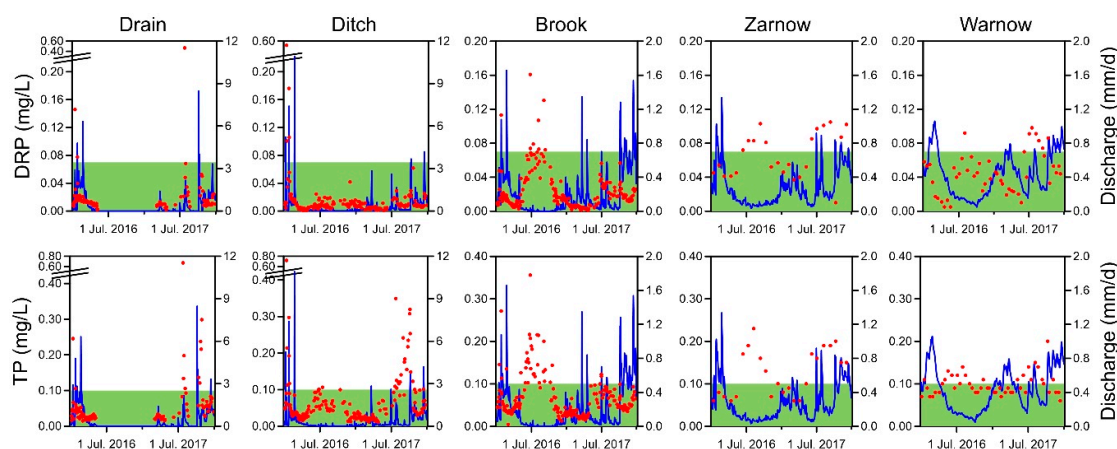 Drain Ditch Brook Zarnow Warnow
DRP (mg/L)
0.60 0.40 0.20 0.16 0.12 0.08 0.04 0.00
12 9 6 3 0
0.60 0.20 0.16 0.12 0.08 0.04 0.00
12 9 6 3 0
0.20 0.16 0.12 0.08 0.04 0.00
2.0 1.6 1.2 0.8 0.4 0.0
0.20 0.16 0.12 0.08 0.04 0.00
2.0 1.6 1.2 0.8 0.4 0.0
0.20 0.16 0.12 0.08 0.04 0.00
2.0 1.6 1.2 0.8 0.4 0.0
Discharge (mm/d)
1 Jul. 2016 1 Jul. 2017 1 Jul. 2016 1 Jul. 2017 1 Jul. 2016 1 Jul. 2017 1 Jul. 2016 1 Jul. 2017 1 Jul. 2016 1 Jul. 2017
TP (mg/L)
0.80 0.60 0.40 0.30 0.20 0.10 0.00
12 9 6 3 0
0.80 0.60 0.40 0.30 0.20 0.10 0.00
12 9 6 3 0
0.40 0.30 0.20 0.10 0.00
2.0 1.6 1.2 0.8 0.4 0.0
0.40 0.30 0.20 0.10 0.00
2.0 1.6 1.2 0.8 0.4 0.0
0.40 0.30 0.20 0.10 0.00
2.0 1.6 1.2 0.8 0.4 0.0
Discharge (mm/d)
1 Jul. 2016 1 Jul. 2017 1 Jul. 2016 1 Jul. 2017 1 Jul. 2016 1 Jul. 2017 1 Jul. 2016 1 Jul. 2017 1 Jul. 2016 1 Jul. 2017